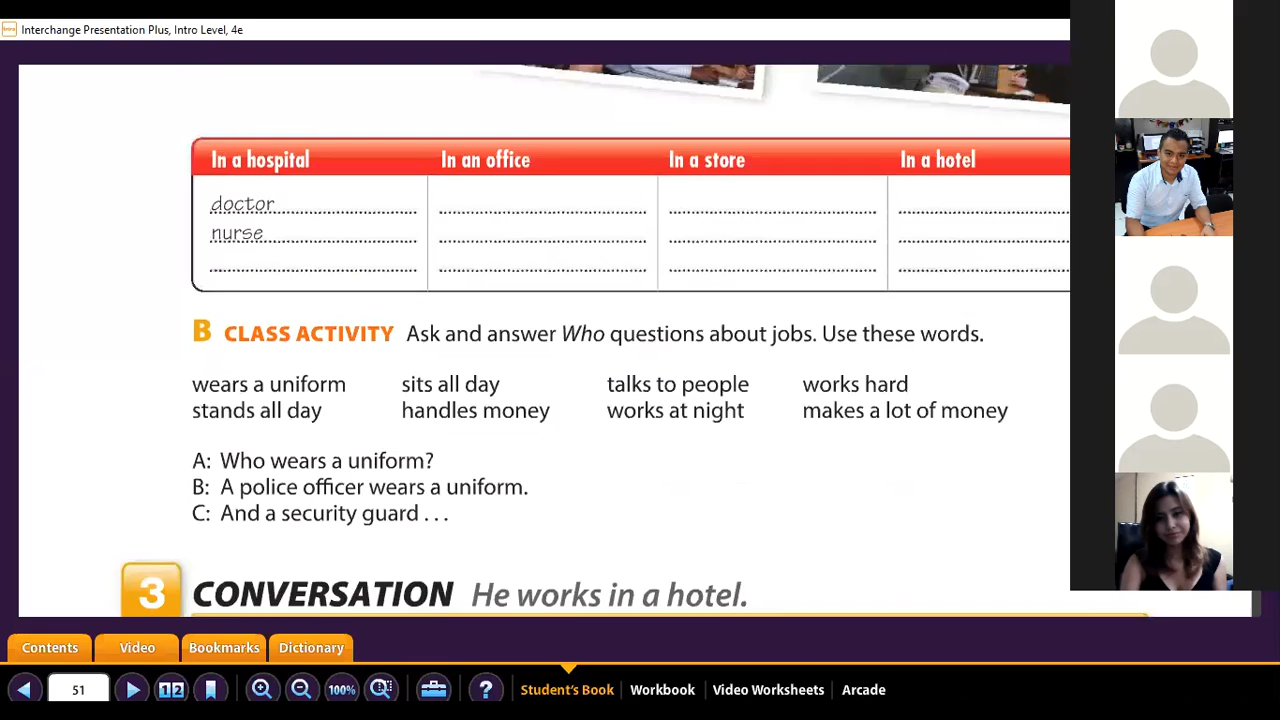 Interchange Presentation Plus, Intro Level, 4e
In a hospital In an office In a store In a hotel
doctor
nurse
B CLASS ACTIVITY Ask and answer Who questions about jobs. Use these words.
wears a uniform sits all day talks to people works hard
stands all day handles money works at night makes a lot of money
A: Who wears a uniform?
B: A police officer wears a uniform.
C: And a security guard . . .
3 CONVERSATION He works in a hotel.
Contents Video Bookmarks Dictionary
51 12 100% ? Student's Book Workbook Video Worksheets Arcade